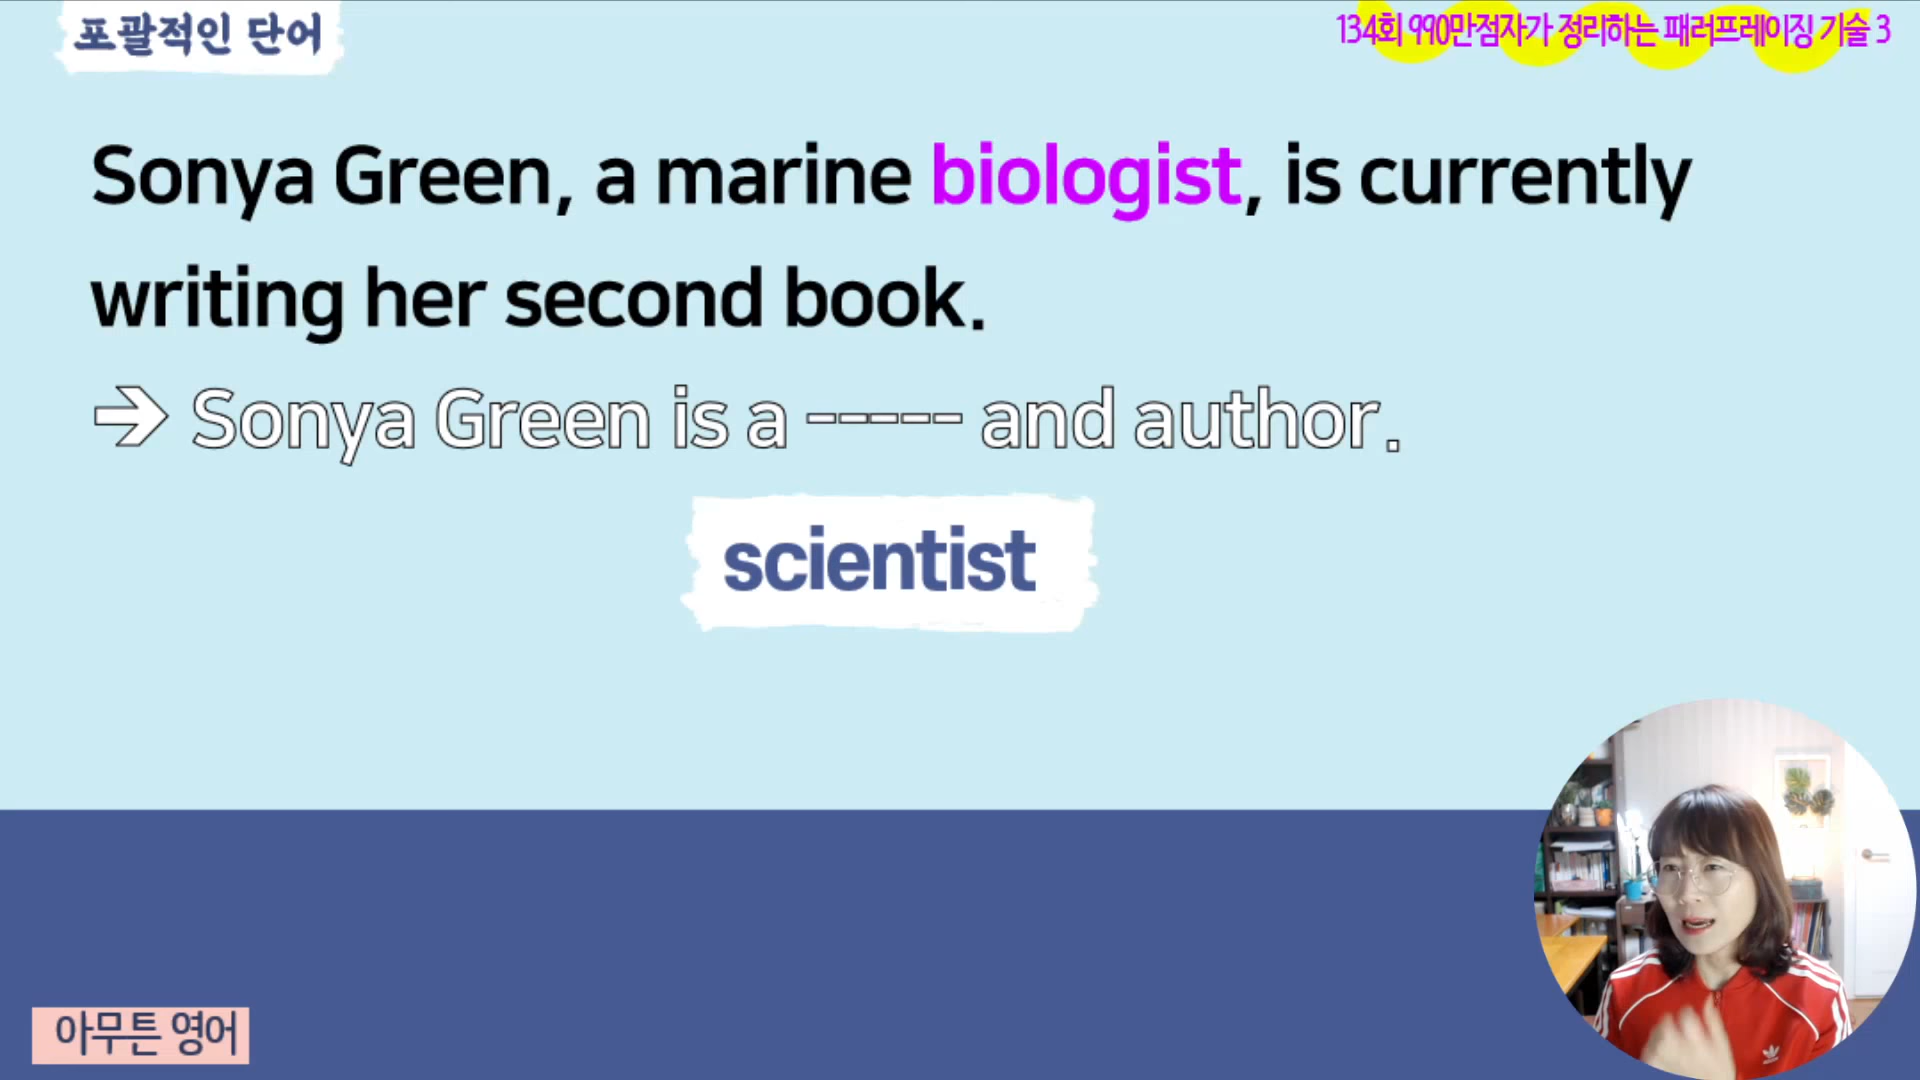 포괄적인 단어
134회 990만점자가 정리하는 패러프레이징 기술 3
Sonya Green, a marine biologist, is currently
writing her second book.
→ Sonya Green is a ----- and author.
scientist
아무튼 영어